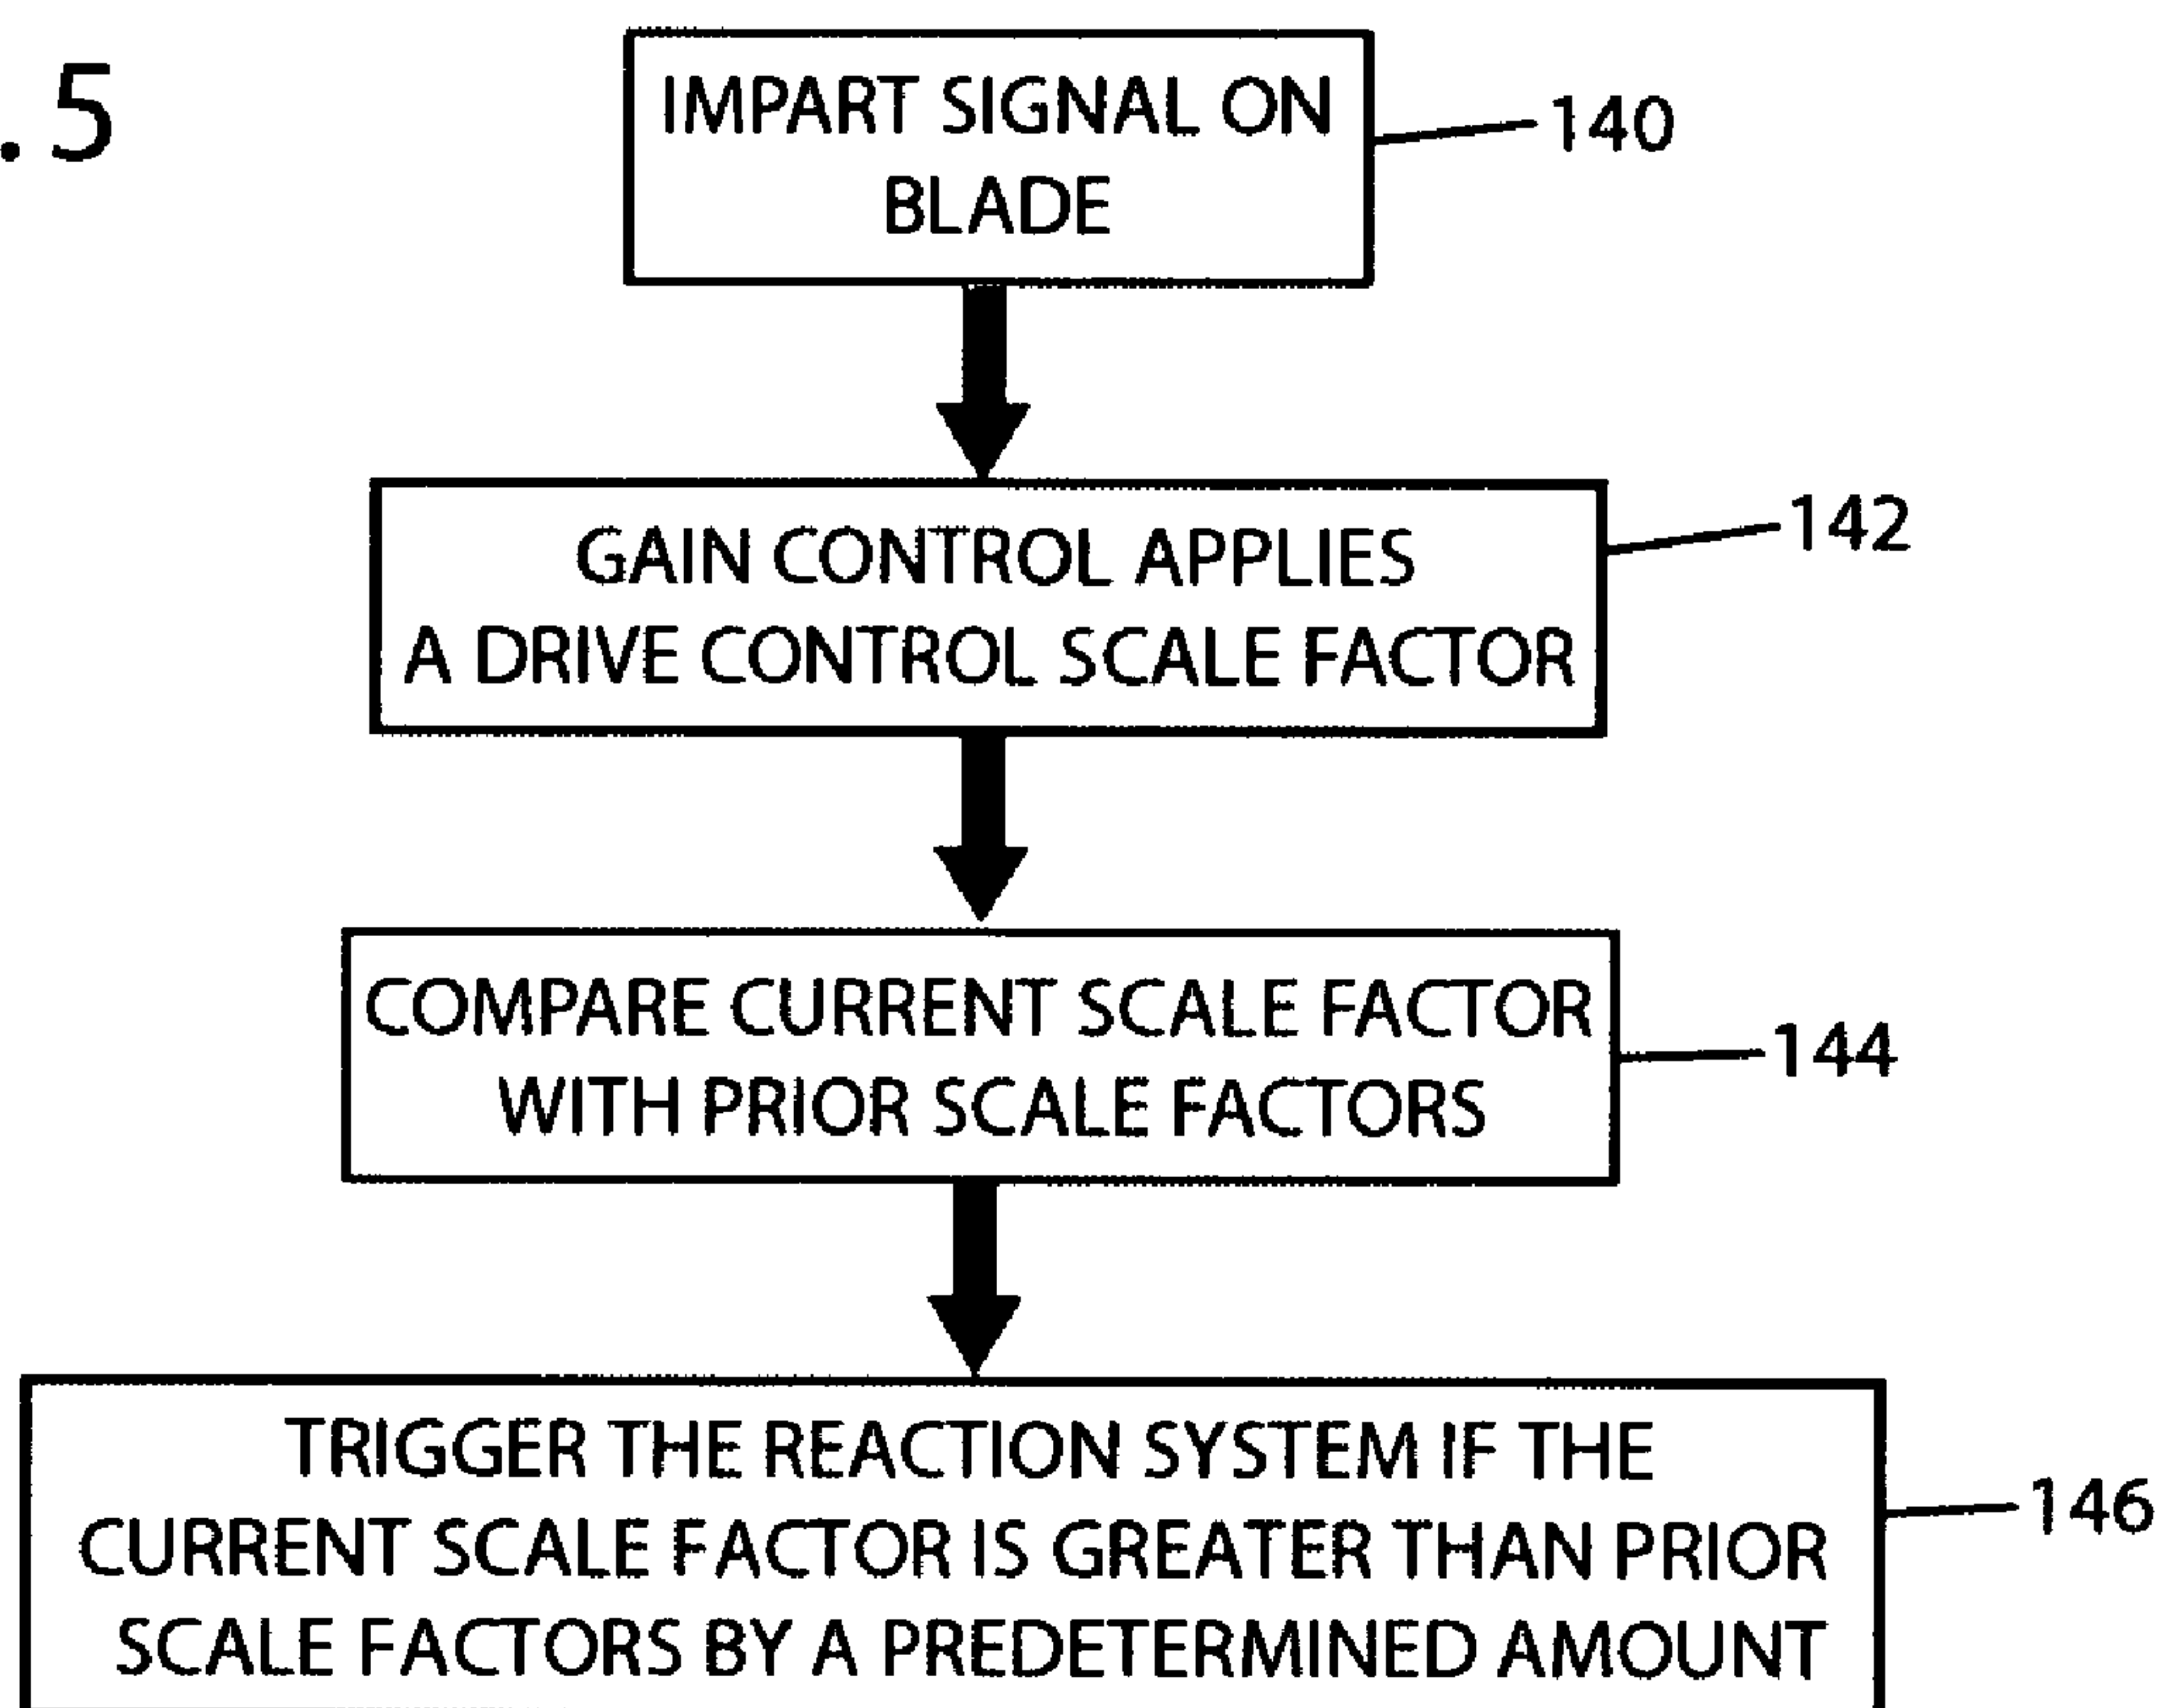 . 5
IMPART SIGNAL ON
BLADE
140
GAIN CONTROL APPLIES
A DRIVE CONTROL SCALE FACTOR
142
COMPARE CURRENT SCALE FACTOR
WITH PRIOR SCALE FACTORS
144
TRIGGER THE REACTION SYSTEM IF THE
CURRENT SCALE FACTOR IS GREATER THAN PRIOR
SCALE FACTORS BY A PREDETERMINED AMOUNT
146